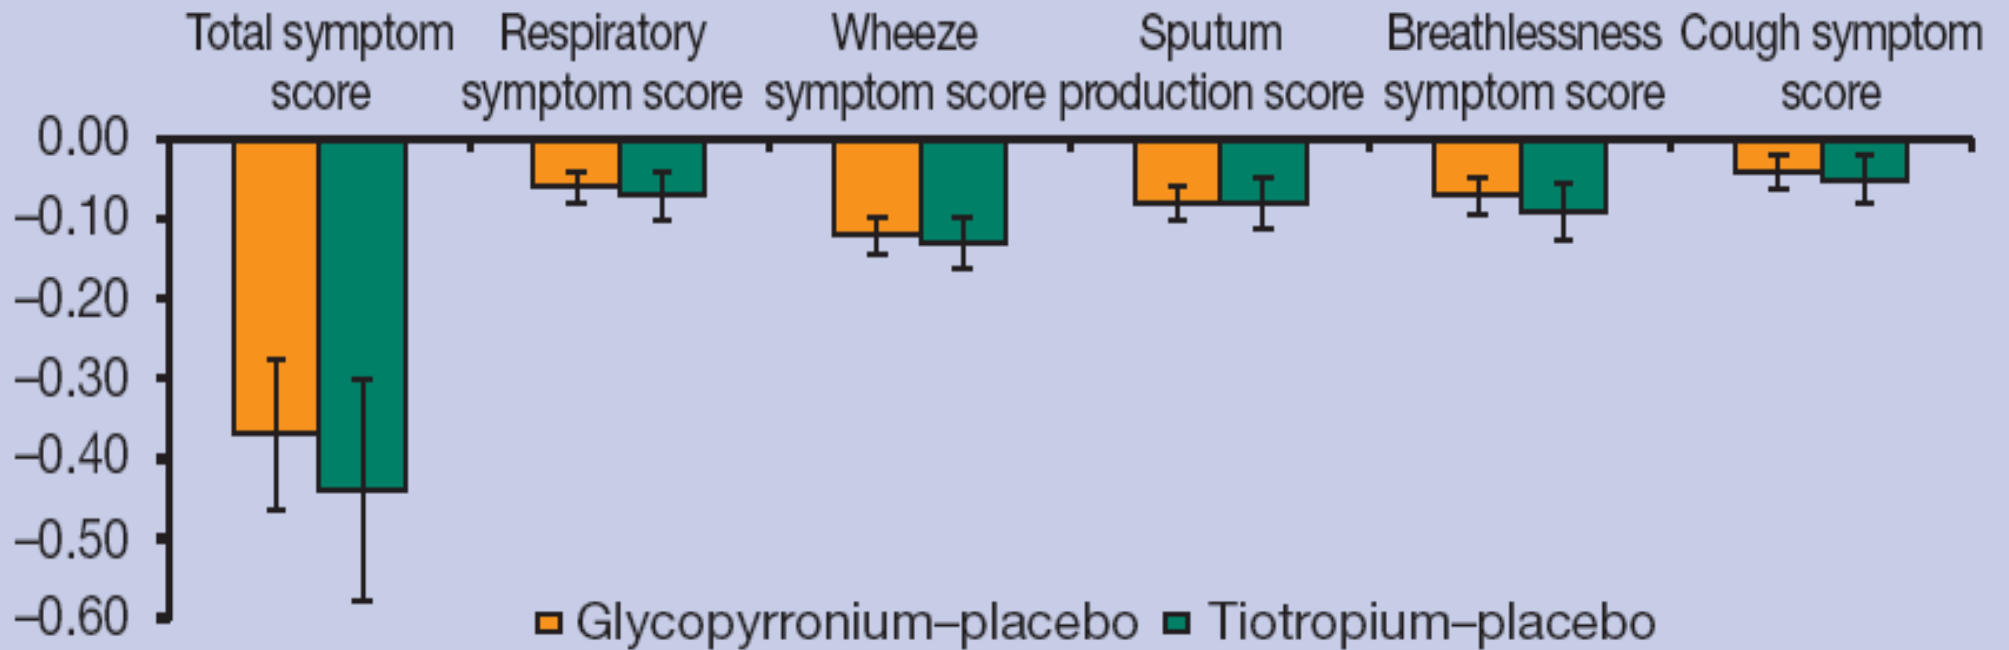 Total symptom score
Respiratory symptom score
Wheeze symptom score
Sputum production score
Breathlessness symptom score
Cough symptom score
0.00
–0.10
–0.20
–0.30
–0.40
–0.50
–0.60
Glycopyrronium–placebo
Tiotropium–placebo